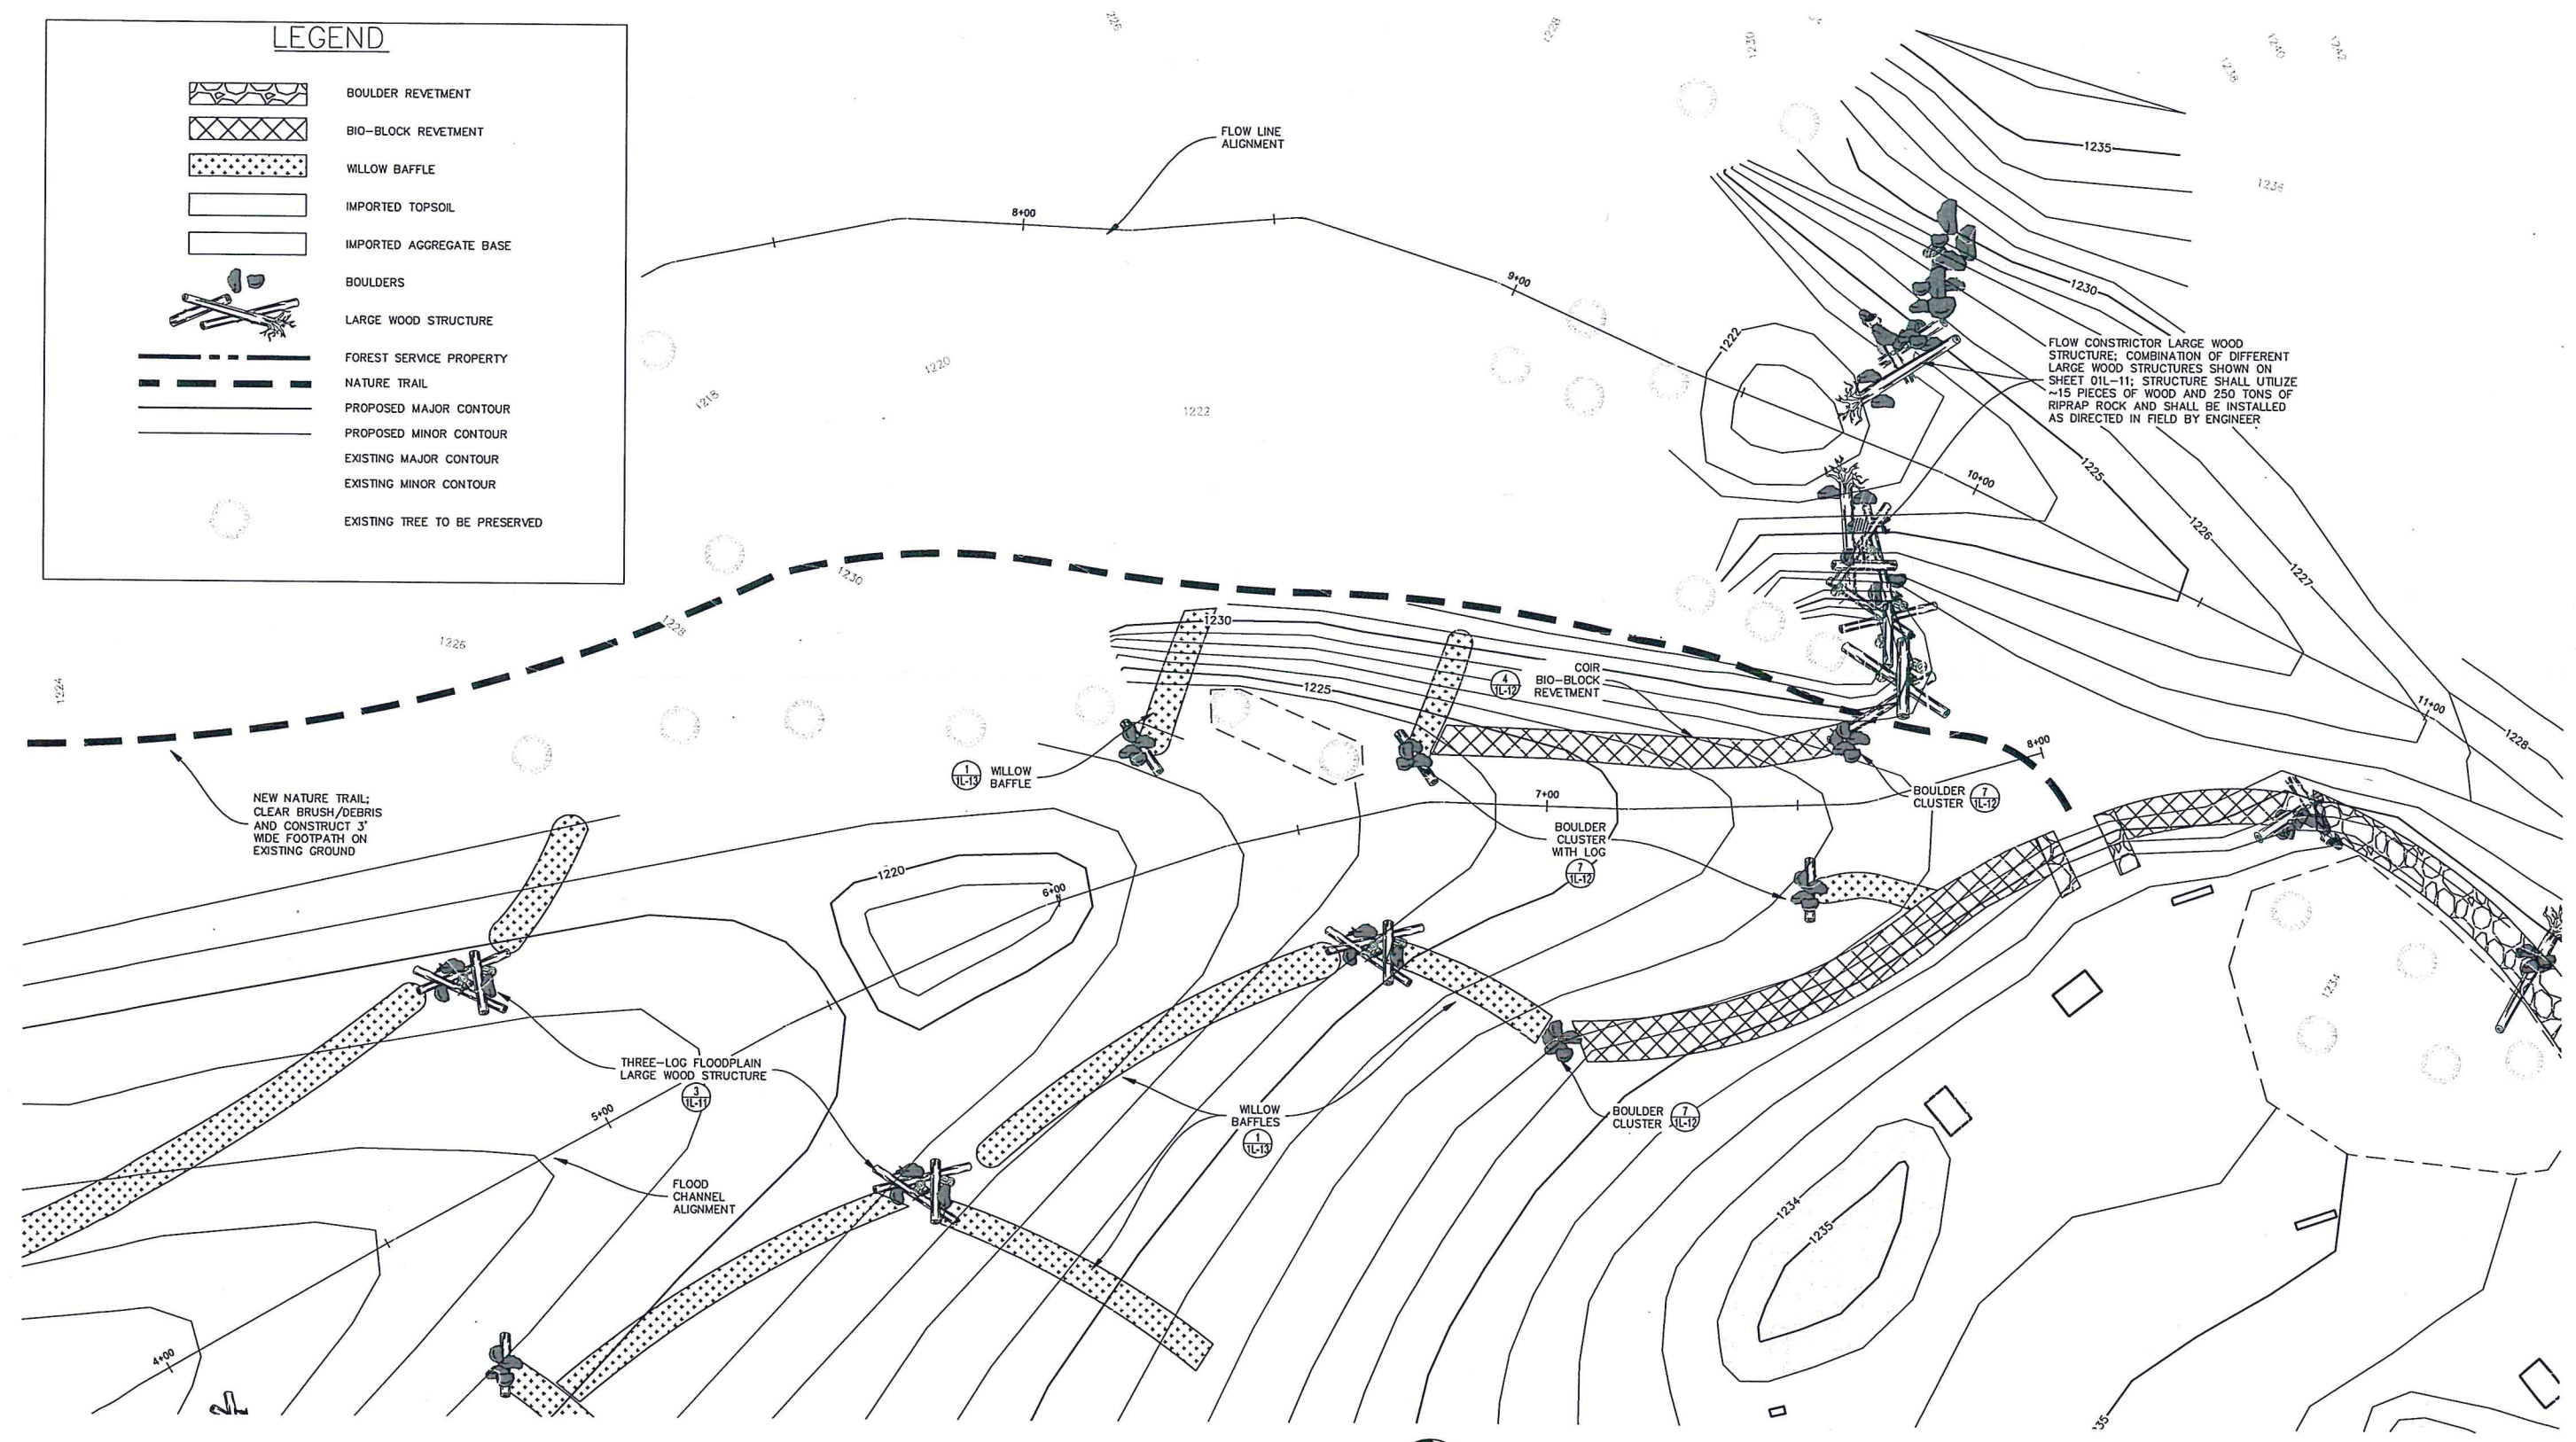 LEGEND
BOULDER REVETMENT
BIO-BLOCK REVETMENT
WILLOW BAFFLE
IMPORTED TOPSOIL
IMPORTED AGGREGATE BASE
BOULDERS
LARGE WOOD STRUCTURE
FOREST SERVICE PROPERTY
NATURE TRAIL
PROPOSED MAJOR CONTOUR
PROPOSED MINOR CONTOUR
EXISTING MAJOR CONTOUR
EXISTING MINOR CONTOUR
EXISTING TREE TO BE PRESERVED
1228
1230
1238
1240
1242
FLOW LINE
ALIGNMENT
1235
1236
8+00
9+00
1230
1222
FLOW CONSTRICTOR LARGE WOOD
STRUCTURE; COMBINATION OF DIFFERENT
LARGE WOOD STRUCTURES SHOWN ON
SHEET 01L-11; STRUCTURE SHALL UTILIZE
~15 PIECES OF WOOD AND 250 TONS OF
RIPRAP ROCK AND SHALL BE INSTALLED
AS DIRECTED IN FIELD BY ENGINEER
1218
1220
1222
1225
10+00
1226
1227
1230
1228
1226
1224
1230
1225
4
1L-12
COIR
BIO-BLOCK
REVETMENT
11+00
1228
8+00
1
1L-13
WILLOW
BAFFLE
7+00
BOULDER
CLUSTER
7
1L-12
NEW NATURE TRAIL;
CLEAR BRUSH/DEBRIS
AND CONSTRUCT 3'
WIDE FOOTPATH ON
EXISTING GROUND
BOULDER
CLUSTER
WITH LOG
7
1L-12
1220
6+00
1234
THREE-LOG FLOODPLAIN
LARGE WOOD STRUCTURE
3
1L-11
5+00
WILLOW
BAFFLES
1
1L-13
BOULDER
CLUSTER
7
1L-12
FLOOD
CHANNEL
ALIGNMENT
1234
1235
4+00